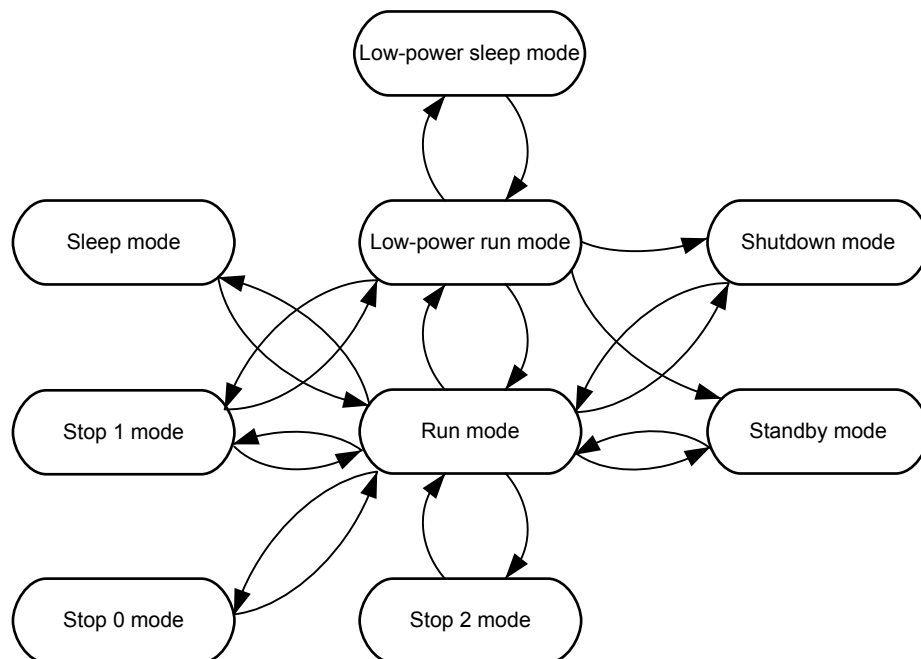 Low-power sleep mode
Sleep mode
Low-power run mode
Shutdown mode
Stop 1 mode
Run mode
Standby mode
Stop 0 mode
Stop 2 mode